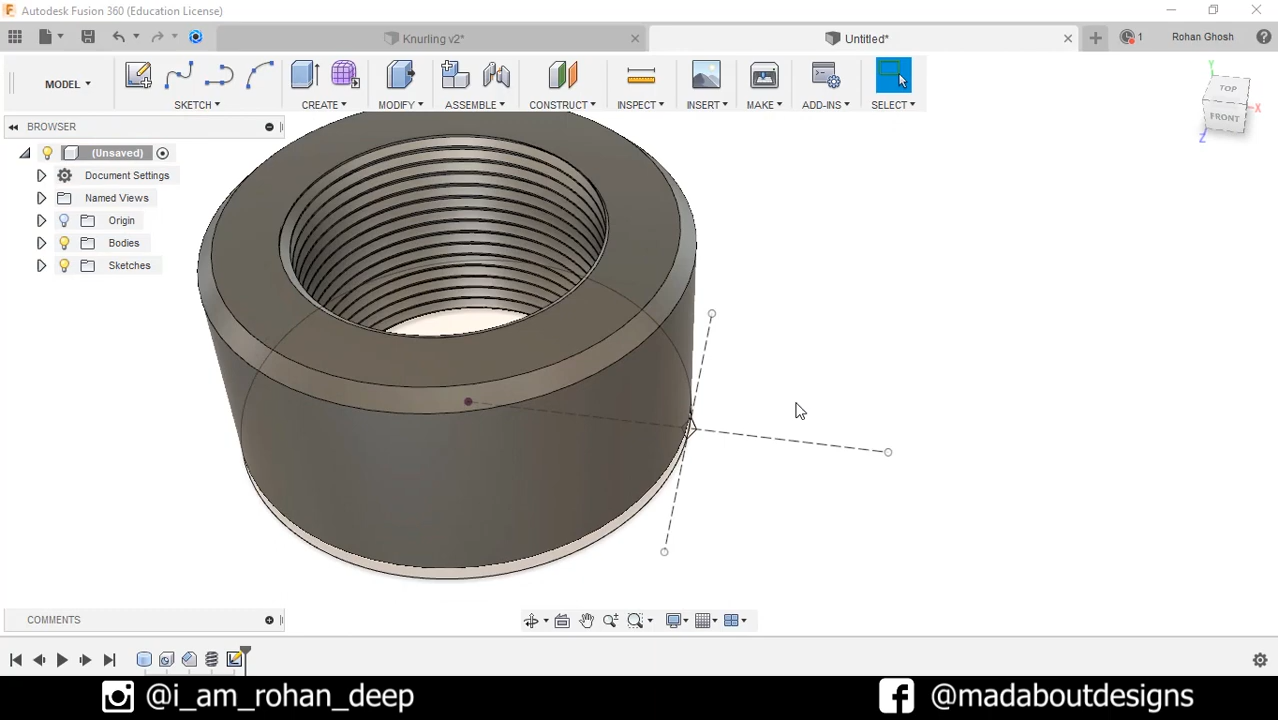 Autodesk Fusion 360 (Education License)
Knurling v2*
Untitled*
1
Rohan Ghosh
MODEL
SKETCH
CREATE
MODIFY
ASSEMBLE
CONSTRUCT
INSPECT
INSERT
MAKE
ADD-INS
SELECT
Y
TOP
X
FRONT
Z
BROWSER
(Unsaved)
Document Settings
Named Views
Origin
Bodies
Sketches
COMMENTS
@i_am_rohan_deep
@madaboutdesigns